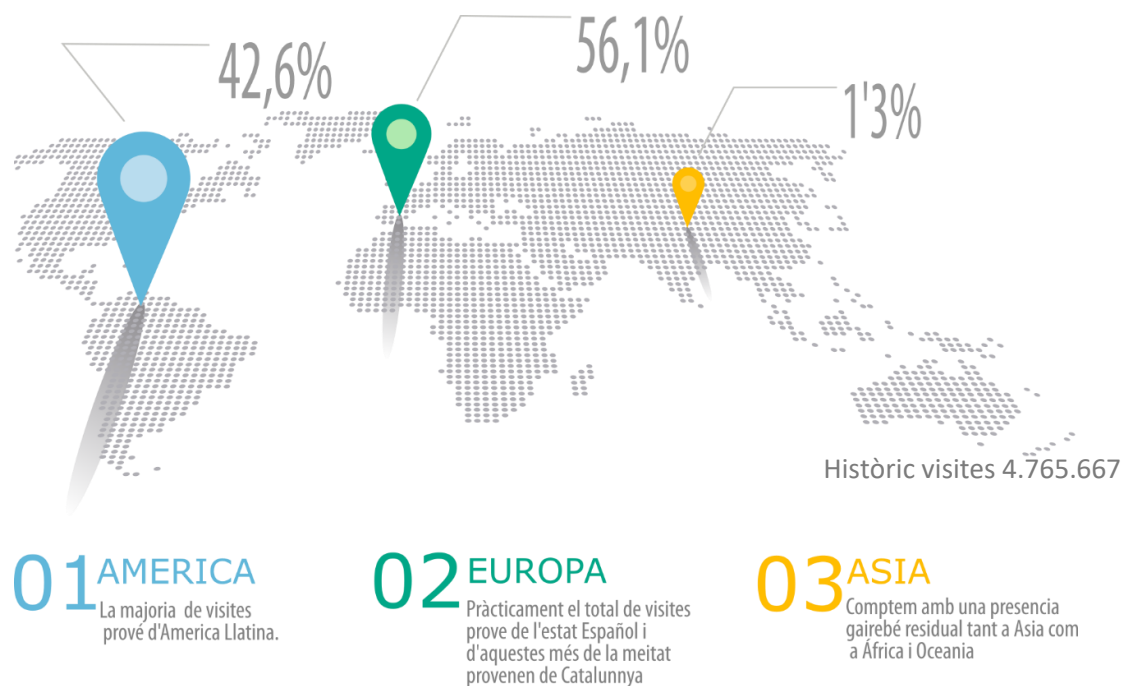 42,6%
56,1%
1'3%
Històric visites 4.765.667
01 AMERICA
La majoria de visites
prové d'America Llatina.
02 EUROPA
Pràcticament el total de visites
prove de l'estat Español i
d'aquestes més de la meitat
provenen de Catalunnya
03 ASIA
Comptem amb una presencia
gairebé residual tant a Asia com
a África i Oceania